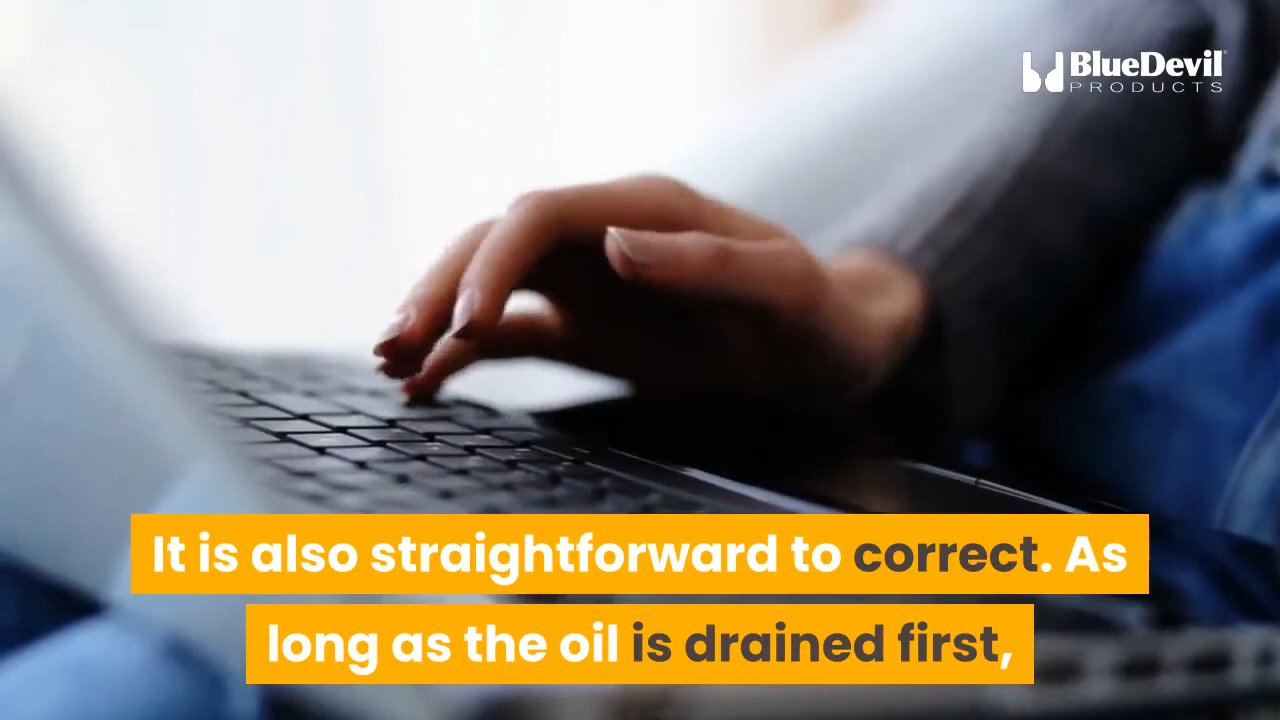 BlueDevil
PRODUCTS
It is also straightforward to correct. As
long as the oil is drained first,